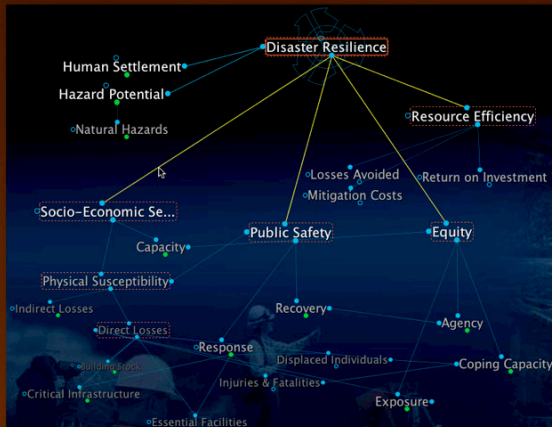 Disaster Resilience
Human Settlement
Hazard Potential
Natural Hazards
Resource Efficiency
Losses Avoided
Return on Investment
Mitigation Costs
Socio-Economic Se...
Public Safety
Equity
Capacity
Physical Susceptibility
Indirect Losses
Recovery
Direct Losses
Agency
Response
Building Stock
Displaced Individuals
Coping Capacity
Injuries & Fatalities
Critical Infrastructure
Exposure
Essential Facilities